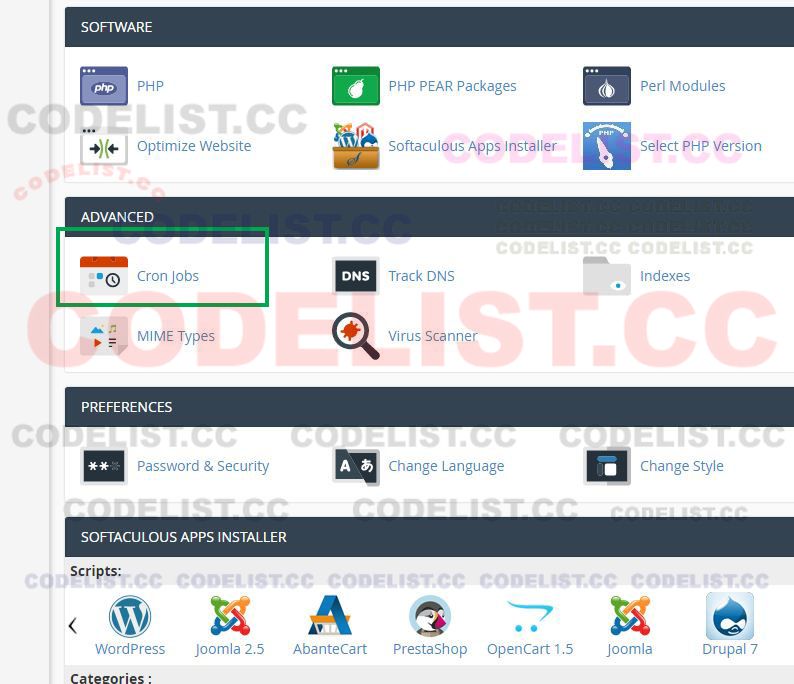 SOFTWARE
PHP
PHP PEAR Packages
Perl Modules
CODELIST.CC
Optimize Website
Softaculous Apps Installer
Select PHP Version
CODELIST.CC
CODELIST.CC
ADVANCED
CODELIST.CC
CODELIST.CC CODELIST.CC
CODELIST.CC CODELIST.CC
CODELIST.CC CODELIST.CC
Cron Jobs
DNS
Track DNS
Indexes
CODELIST.CC
MIME Types
Virus Scanner
PREFERENCES
CODELIST.CC CODELIST.CC CODELIST.CC
Password & Security
A あ
Change Language
Change Style
CODELIST.CC CODELIST.CC CODELIST.CC
SOFTACULOUS APPS INSTALLER
Scripts:
CODELIST.CC CODELIST.CC CODELIST.CC CODELIST.CC CODELIST.CC
WordPress
Joomla 2.5
AbanteCart
PrestaShop
OpenCart 1.5
Joomla
Drupal 7
Categories :